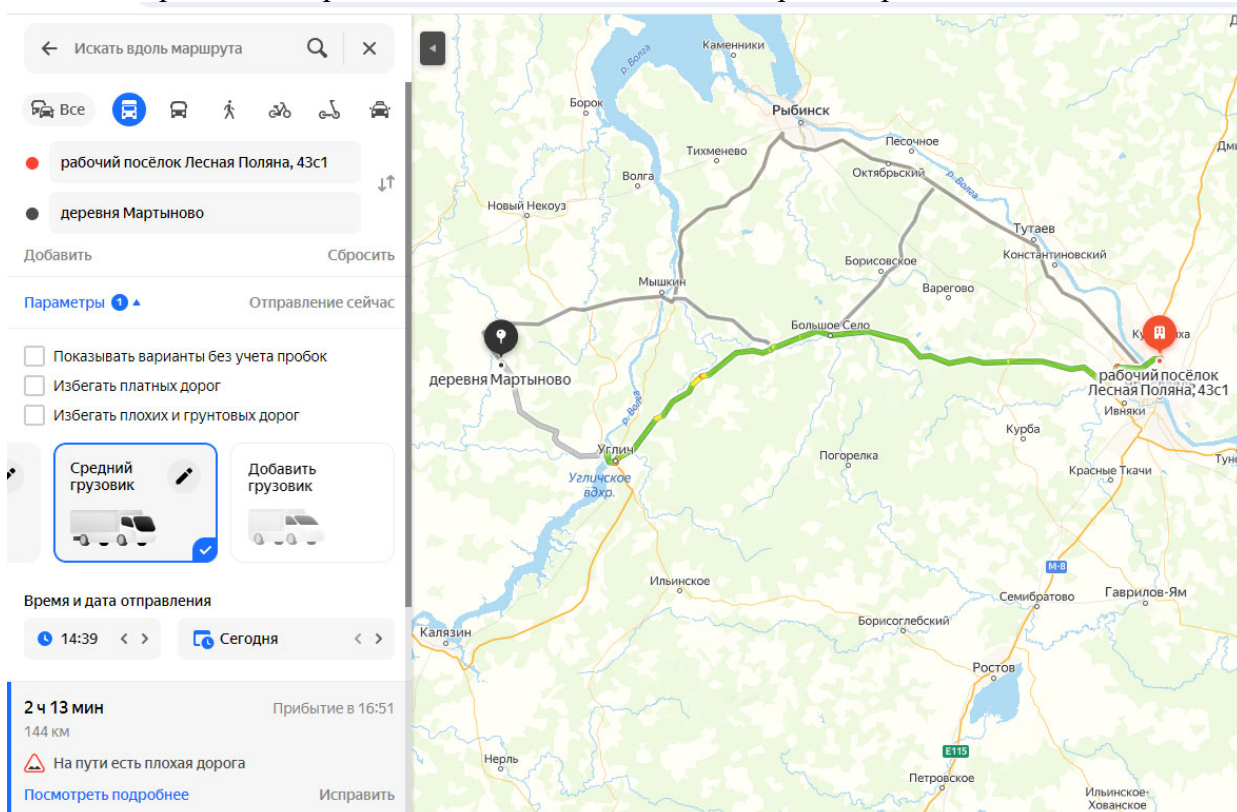 Искать вдоль маршрута
Все
рабочий посёлок Лесная Поляна, 43с1
деревня Мартыново
Добавить
Сбросить
Параметры 1
Отправление сейчас
Показывать варианты без учета пробок
Избегать платных дорог
Избегать плохих и грунтовых дорог
Средний
грузовик
Добавить
грузовик
Время и дата отправления
14:39
Сегодня
2 ч 13 мин
Прибытие в 16:51
144 км
На пути есть плохая дорога
Посмотреть подробнее
Исправить
Каменники
р. Волга
Борок
Рыбинск
Песочное
Тихменево
Октябрьский
Волга
р. Волга
Новый Некоуз
Тутаев
Константиновский
Борисовское
Мышкин
Варегово
Большое Село
деревня Мартыново
рабочий посёлок
Лесная Поляна, 43с1
Ивняки
р. Волга
Курба
Углич
Погорелка
Красные Ткачи
Угличское
вдхр.
М-8
Ильинское
Семибратово
Гаврилов-Ям
Борисоглебский
Калязин
Ростов
E115
Нерль
Петровское
Ильинское-
Хованское